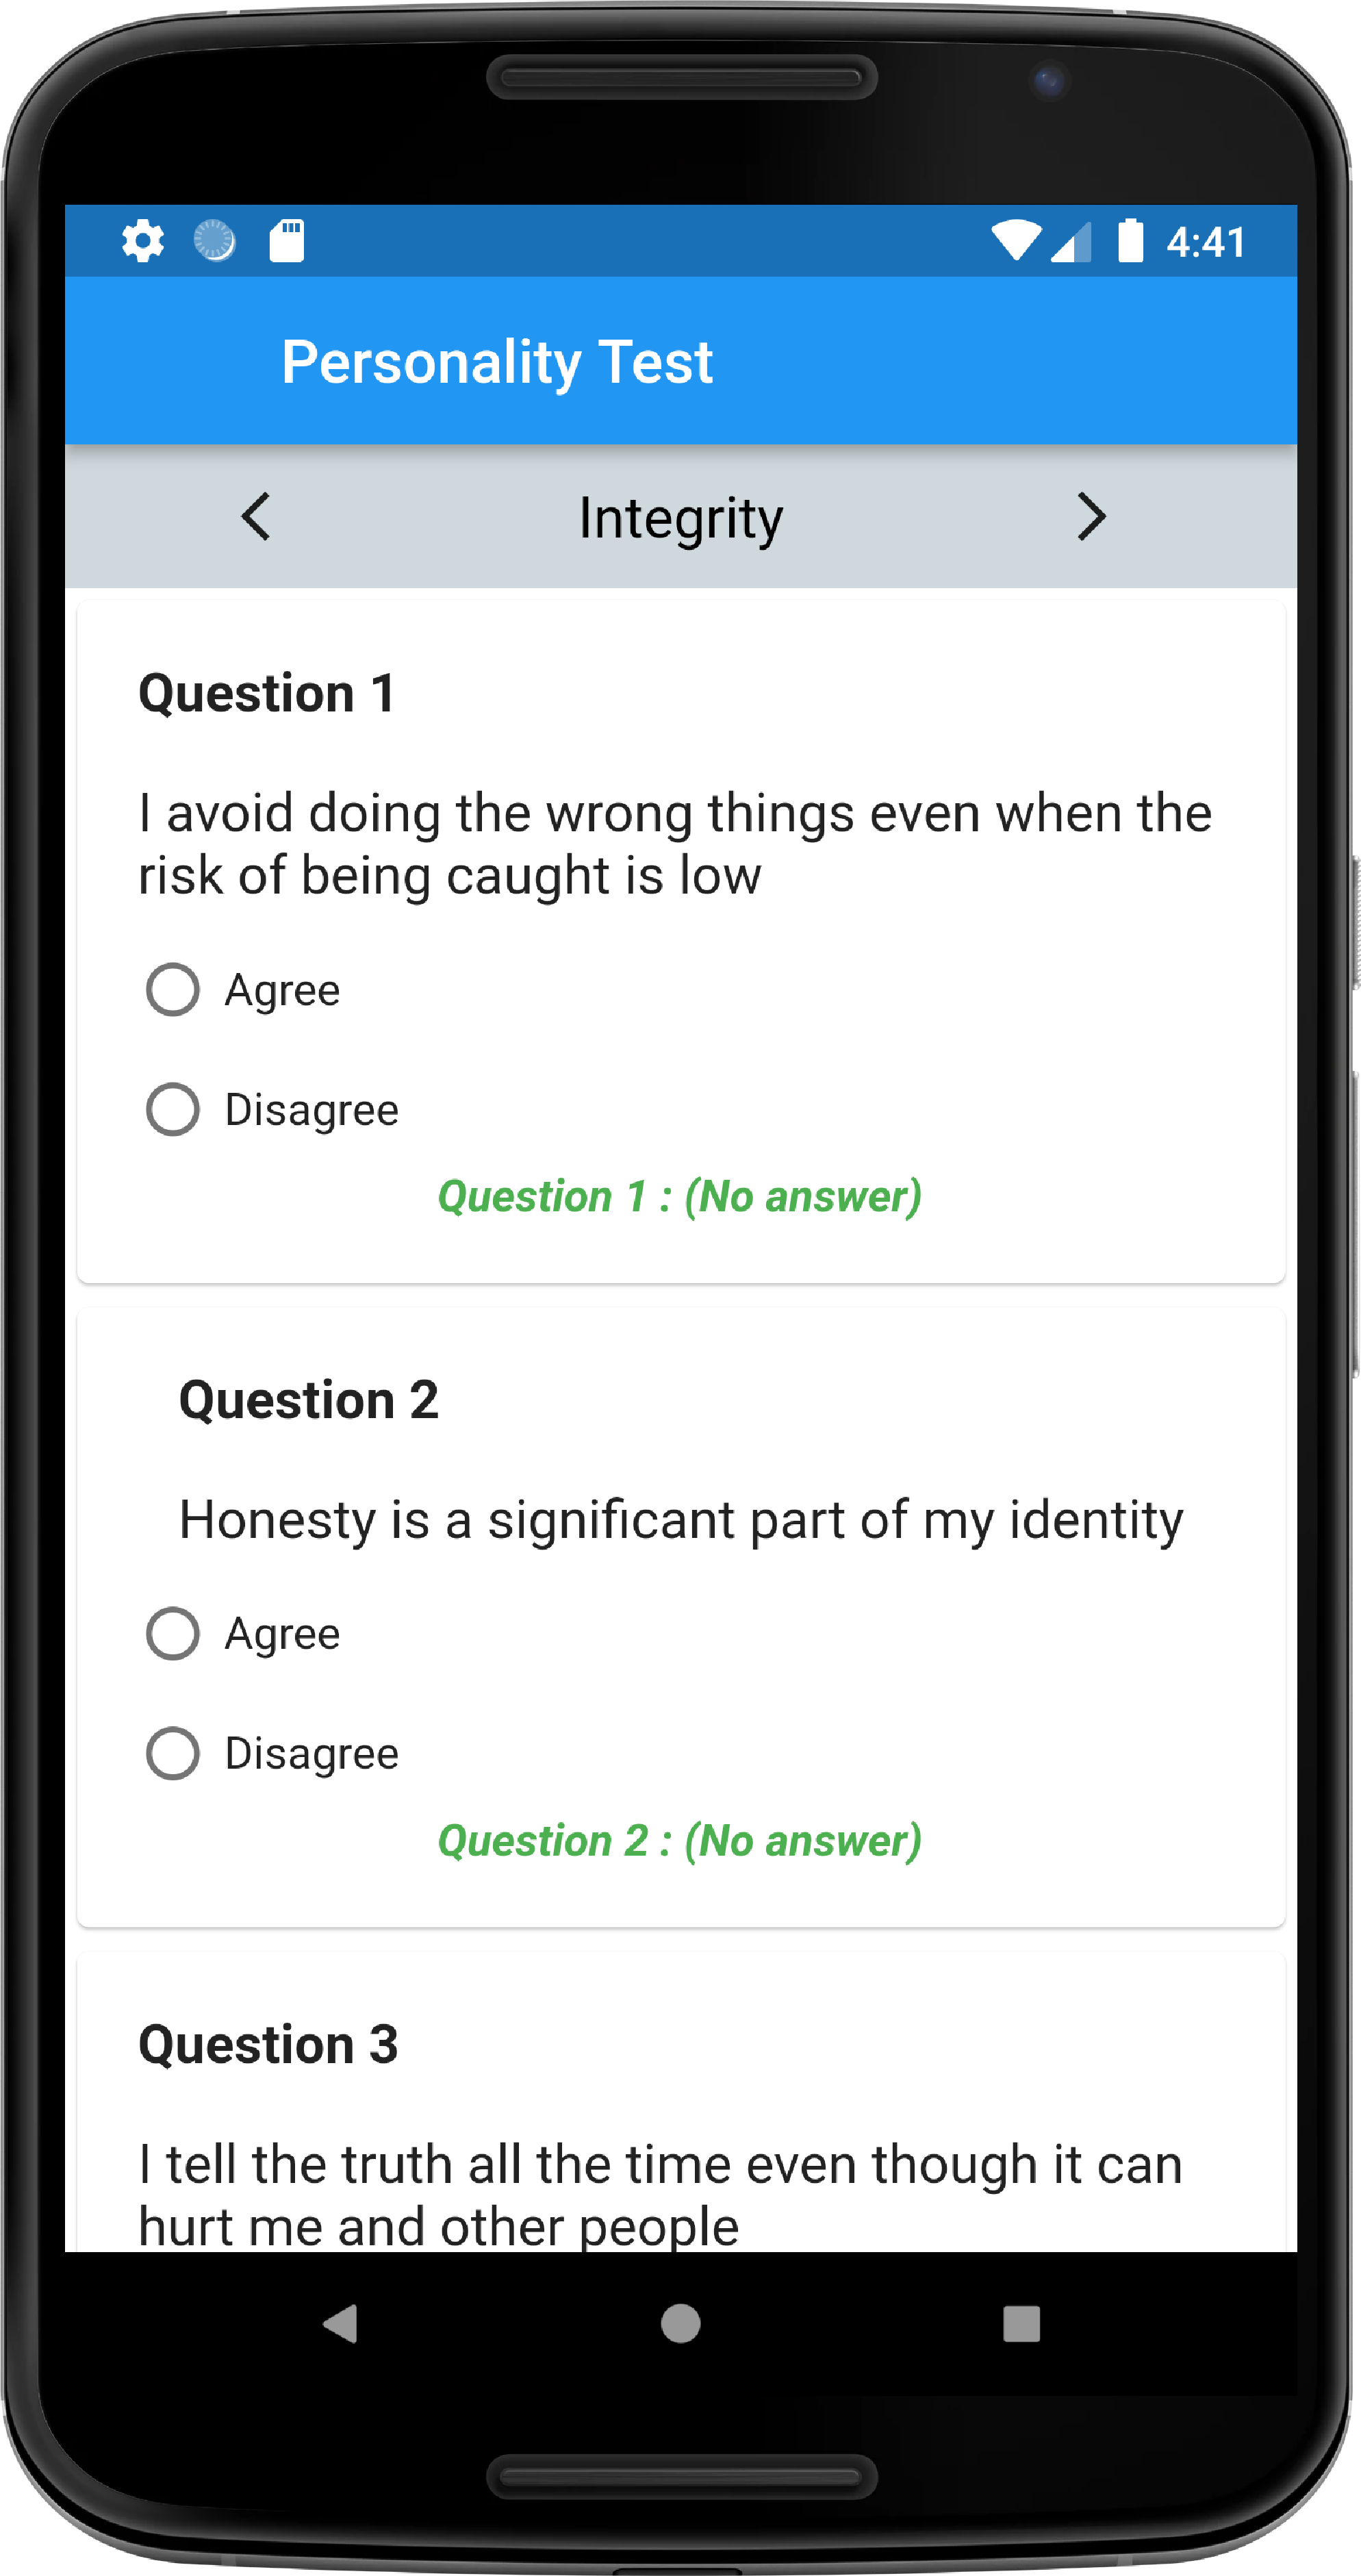 4:41
Personality Test
Integrity
Question 1
I avoid doing the wrong things even when the
risk of being caught is low
Agree
Disagree
Question 1 : (No answer)
Question 2
Honesty is a significant part of my identity
Agree
Disagree
Question 2 : (No answer)
Question 3
I tell the truth all the time even though it can
hurt me and other people